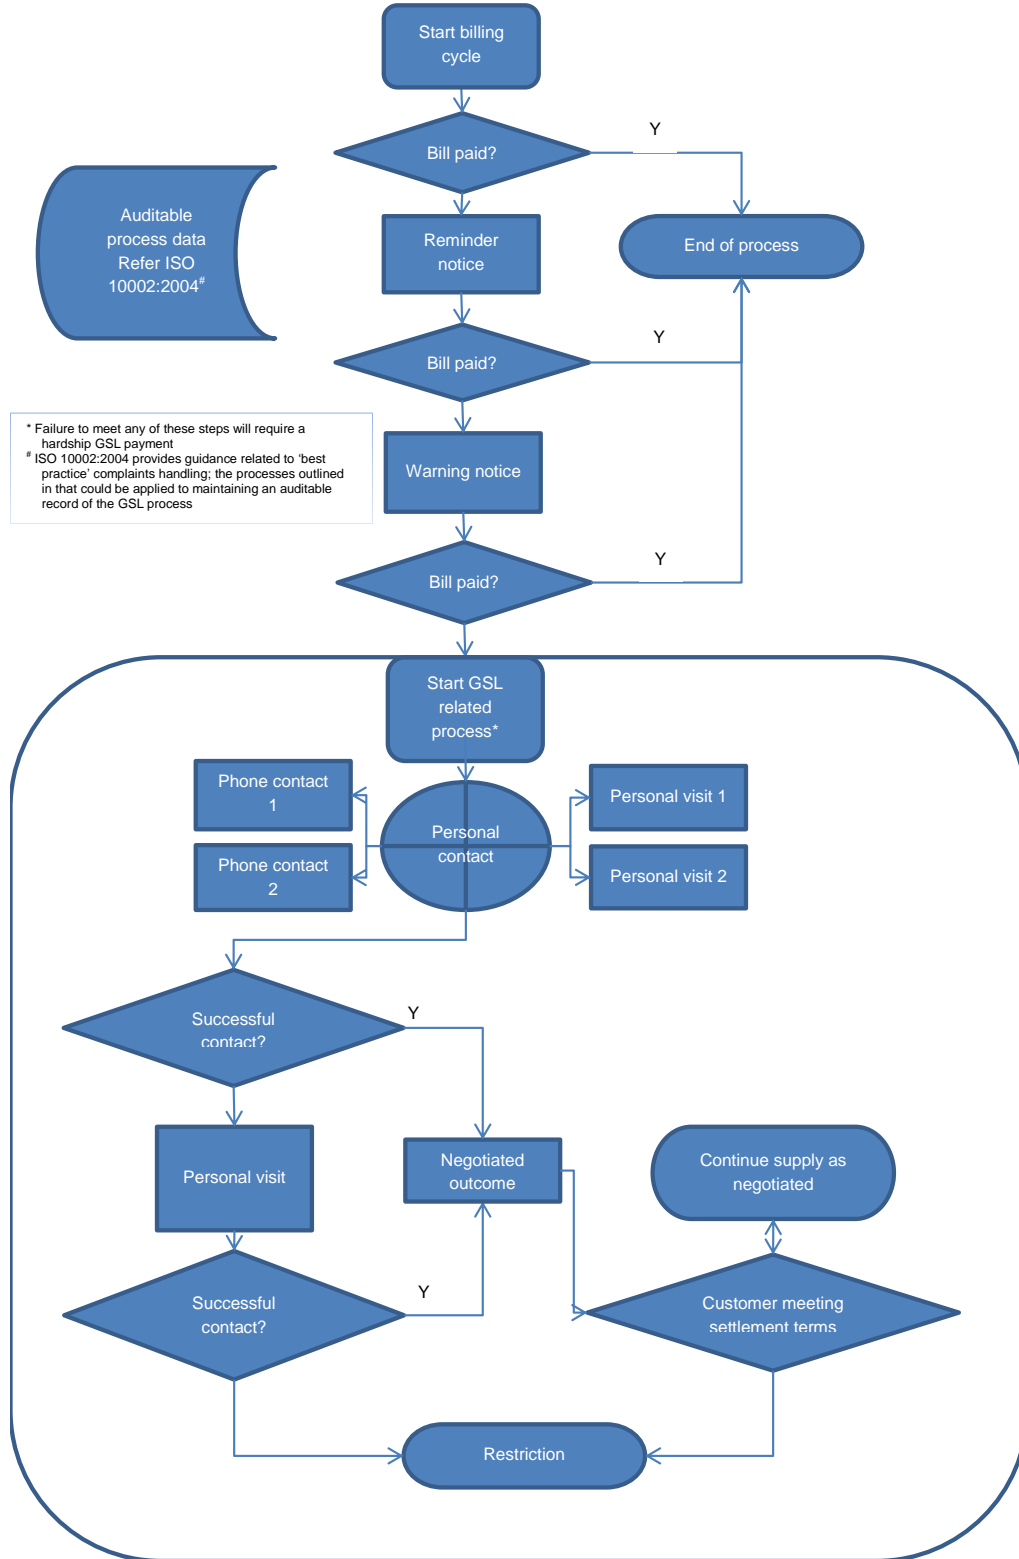 Start billing
cycle
Y
Bill paid?
Auditable
process data
Refer ISO
10002:2004#
Reminder
notice
End of process
Y
Bill paid?
* Failure to meet any of these steps will require a
hardship GSL payment
# ISO 10002:2004 provides guidance related to ‘best
practice’ complaints handling; the processes outlined
in that could be applied to maintaining an auditable
record of the GSL process
Warning notice
Y
Bill paid?
Start GSL
related
process*
Phone contact
1
Personal visit 1
Personal
contact
Phone contact
2
Personal visit 2
Successful
contact?
Y
Personal visit
Negotiated
outcome
Continue supply as
negotiated
Successful
contact?
Y
Customer meeting
settlement terms
Restriction